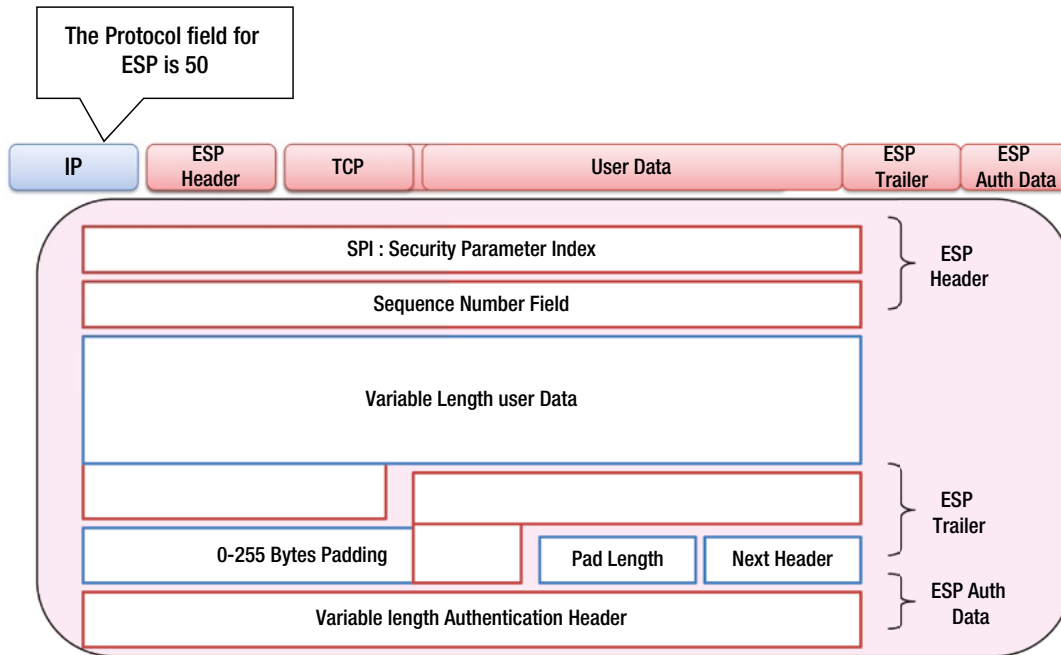 The Protocol field for
ESP is 50
IP
ESP
Header
TCP
User Data
ESP
Trailer
ESP
Auth Data
SPI : Security Parameter Index
ESP
Header
Sequence Number Field
Variable Length user Data
ESP
Trailer
0-255 Bytes Padding
Pad Length
Next Header
Variable length Authentication Header
ESP Auth
Data